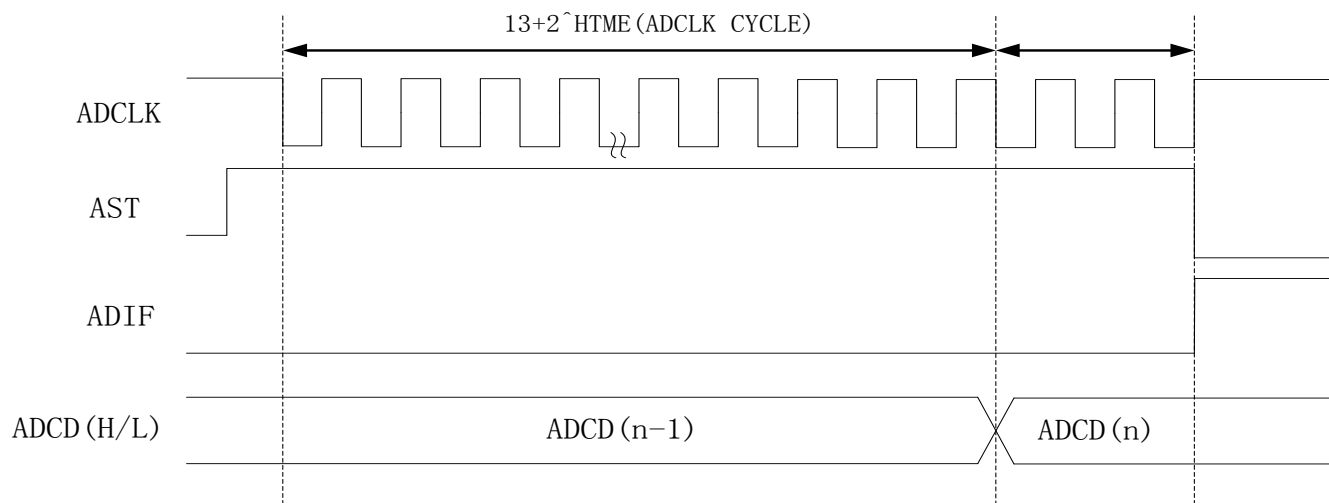 13+2^HTME(ADCLK CYCLE)
ADCLK
AST
ADIF
ADCD(H/L)
ADCD(n-1)
ADCD(n)